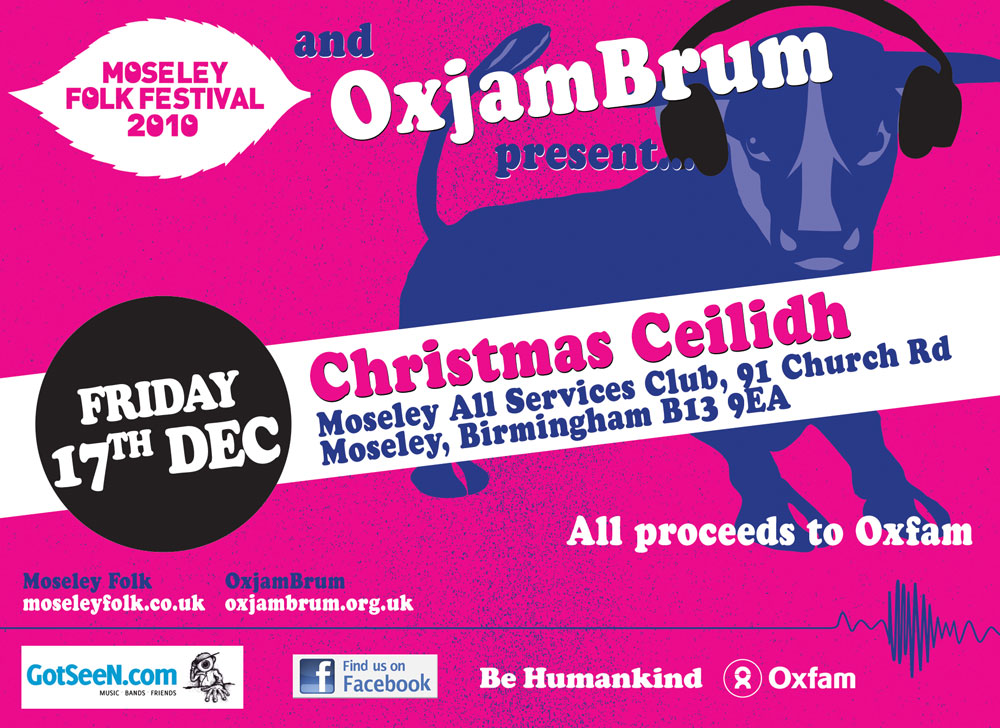 MOSELEY
FOLK FESTIVAL
2010
and
OxjamBrum
present...
FRIDAY
17TH DEC
Christmas Ceilidh
Moseley All Services Club, 91 Church Rd
Moseley, Birmingham B13 9EA
All proceeds to Oxfam
Moseley Folk
moseleyfolk.co.uk
OxjamBrum
oxjambrum.org.uk
GotSeeN.com
MUSIC BANDS FRIENDS
f
Find us on
Facebook
Be Humankind
Oxfam